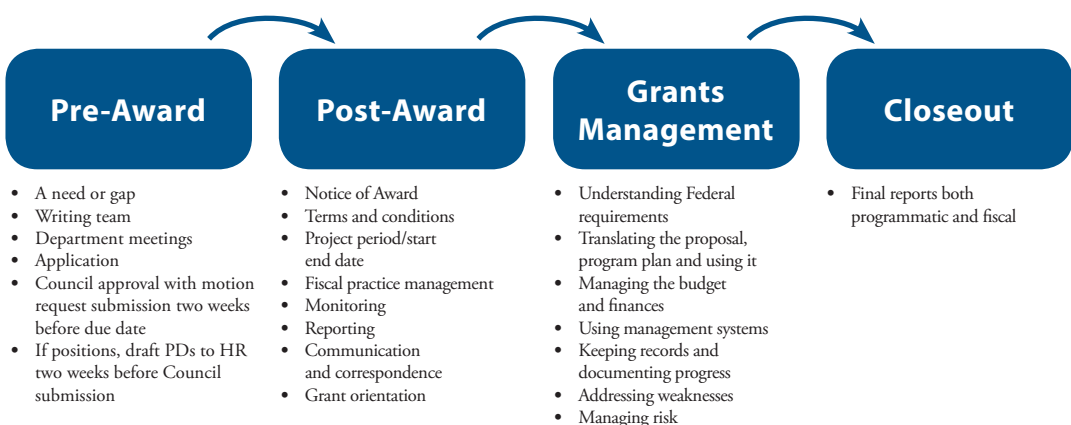 Pre-Award
• A need or gap
• Writing team
• Department meetings
• Application
• Council approval with motion
request submission two weeks
before due date
• If positions, draft PDs to HR
two weeks before Council
submission
Post-Award
• Notice of Award
• Terms and conditions
• Project period/start
end date
• Fiscal practice management
• Monitoring
• Reporting
• Communication
and correspondence
• Grant orientation
Grants
Management
• Understanding Federal
requirements
• Translating the proposal,
program plan and using it
• Managing the budget
and finances
• Using management systems
• Keeping records and
documenting progress
• Addressing weaknesses
• Managing risk
Closeout
• Final reports both
programmatic and fiscal